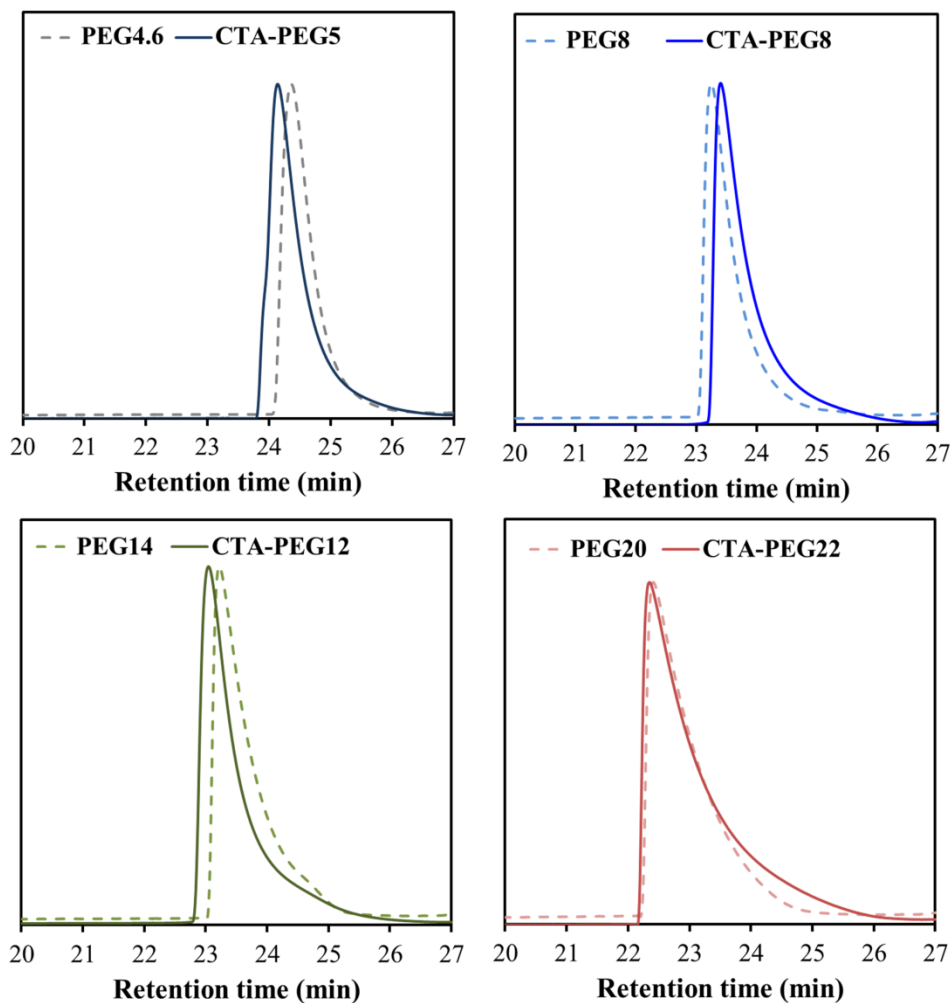 PEG4.6 CTA-PEG5
20 21 22 23 24 25 26 27
Retention time (min)
PEG8 CTA-PEG8
20 21 22 23 24 25 26 27
Retention time (min)
PEG14 CTA-PEG12
20 21 22 23 24 25 26 27
Retention time (min)
PEG20 CTA-PEG22
20 21 22 23 24 25 26 27
Retention time (min)